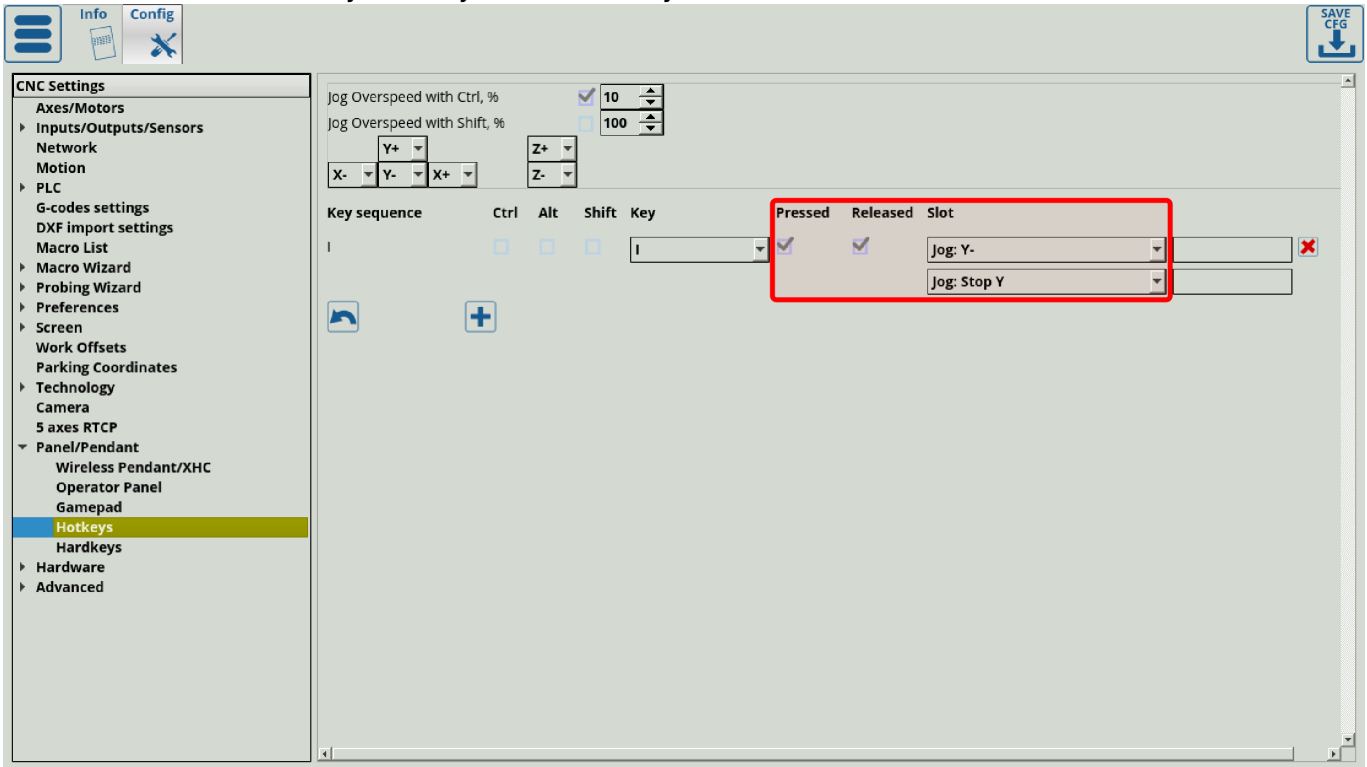 Info Config
SAVE
CFG
CNC Settings
Axes/Motors
Inputs/Outputs/Sensors
Network
Motion
PLC
G-codes settings
DXF import settings
Macro List
Macro Wizard
Probing Wizard
Preferences
Screen
Work Offsets
Parking Coordinates
Technology
Camera
5 axes RTCP
Panel/Pendant
Wireless Pendant/XHC
Operator Panel
Gamepad
Hotkeys
Hardkeys
Hardware
Advanced
Jog Overspeed with Ctrl, % 10
Jog Overspeed with Shift, % 100
Y+ Z+
X- Y- X+ Z-
Key sequence Ctrl Alt Shift Key Pressed Released Slot
I I Jog: Y-
Jog: Stop Y